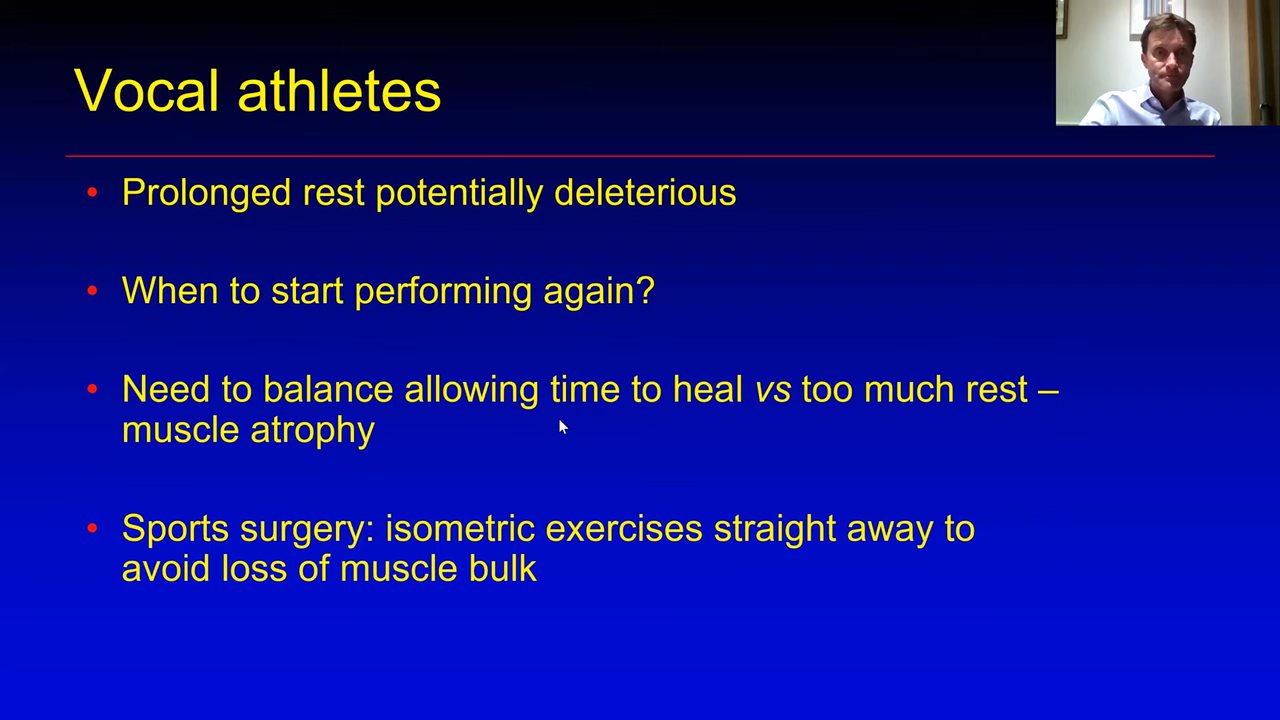 Vocal athletes
• Prolonged rest potentially deleterious
• When to start performing again?
• Need to balance allowing time to heal vs too much rest –
muscle atrophy
• Sports surgery: isometric exercises straight away to
avoid loss of muscle bulk